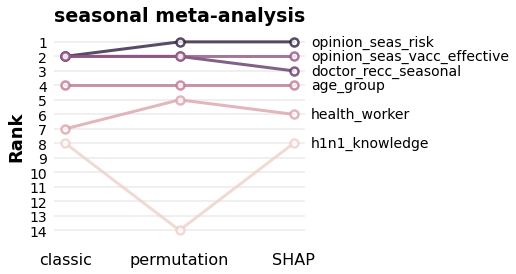 seasonal meta-analysis
1
2
3
4
5
6
7
8
9
10
11
12
13
14
Rank
opinion_seas_risk
opinion_seas_vacc_effective
doctor_recc_seasonal
age_group
health_worker
h1n1_knowledge
classic permutation SHAP